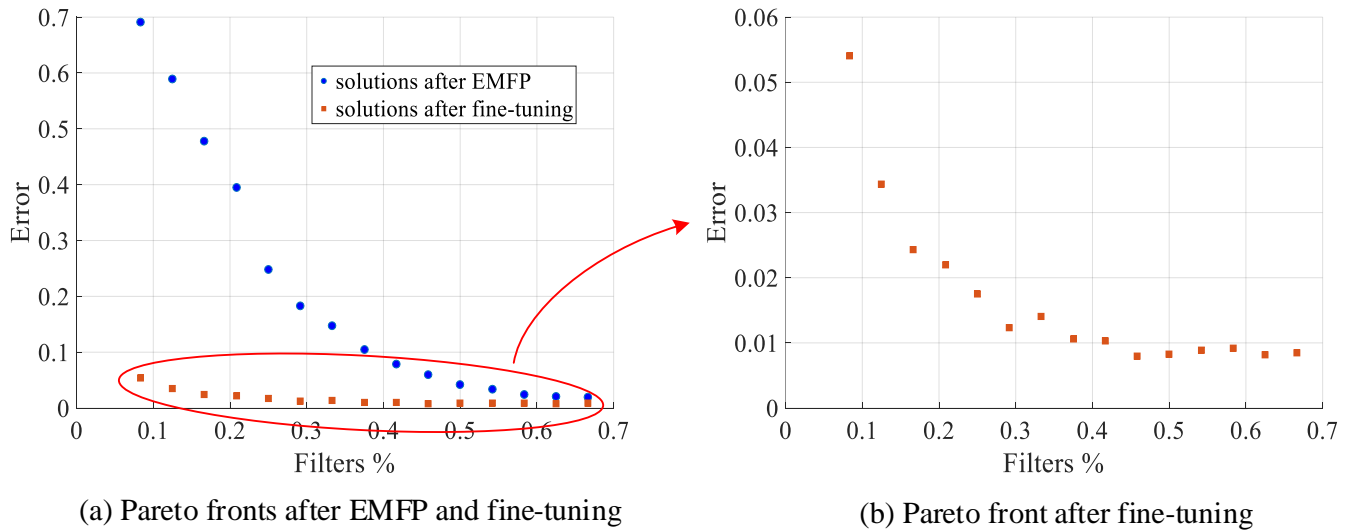 0.7
0.6
0.5
0.4
0.3
0.2
0.1
0
Error
solutions after EMFP
solutions after fine-tuning
0 0.1 0.2 0.3 0.4 0.5 0.6 0.7
Filters %
(a) Pareto fronts after EMFP and fine-tuning
0.06
0.05
0.04
0.03
0.02
0.01
0
Error
0 0.1 0.2 0.3 0.4 0.5 0.6 0.7
Filters %
(b) Pareto front after fine-tuning